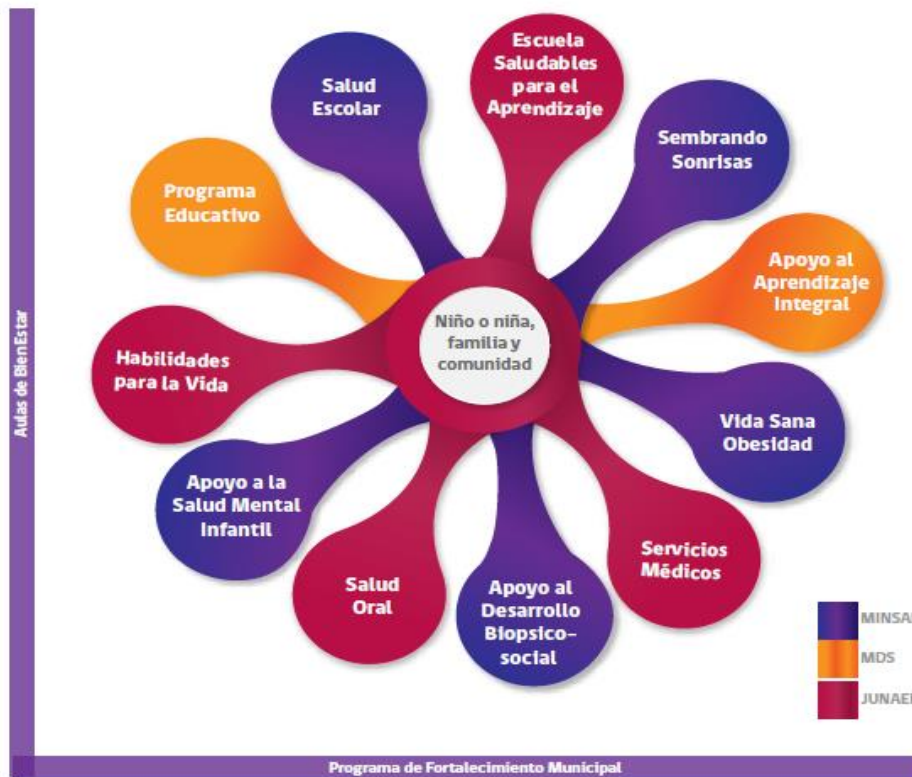 Escuela
Saludables
para el
Aprendizaje
Salud
Escolar
Sembrando
Sonrisas
Programa
Educativo
Apoyo al
Aprendizaje
Integral
Niño o niña,
familia y
comunidad
Habilidades
para la Vida
Vida Sana
Obesidad
Apoyo a la
Salud Mental
Infantil
Servicios
Médicos
Salud
Oral
Apoyo al
Desarrollo
Biopsico-
social
Aulas de BienEstar
MINSA
MDS
JUNAE
Programa de Fortalecimiento Municipal